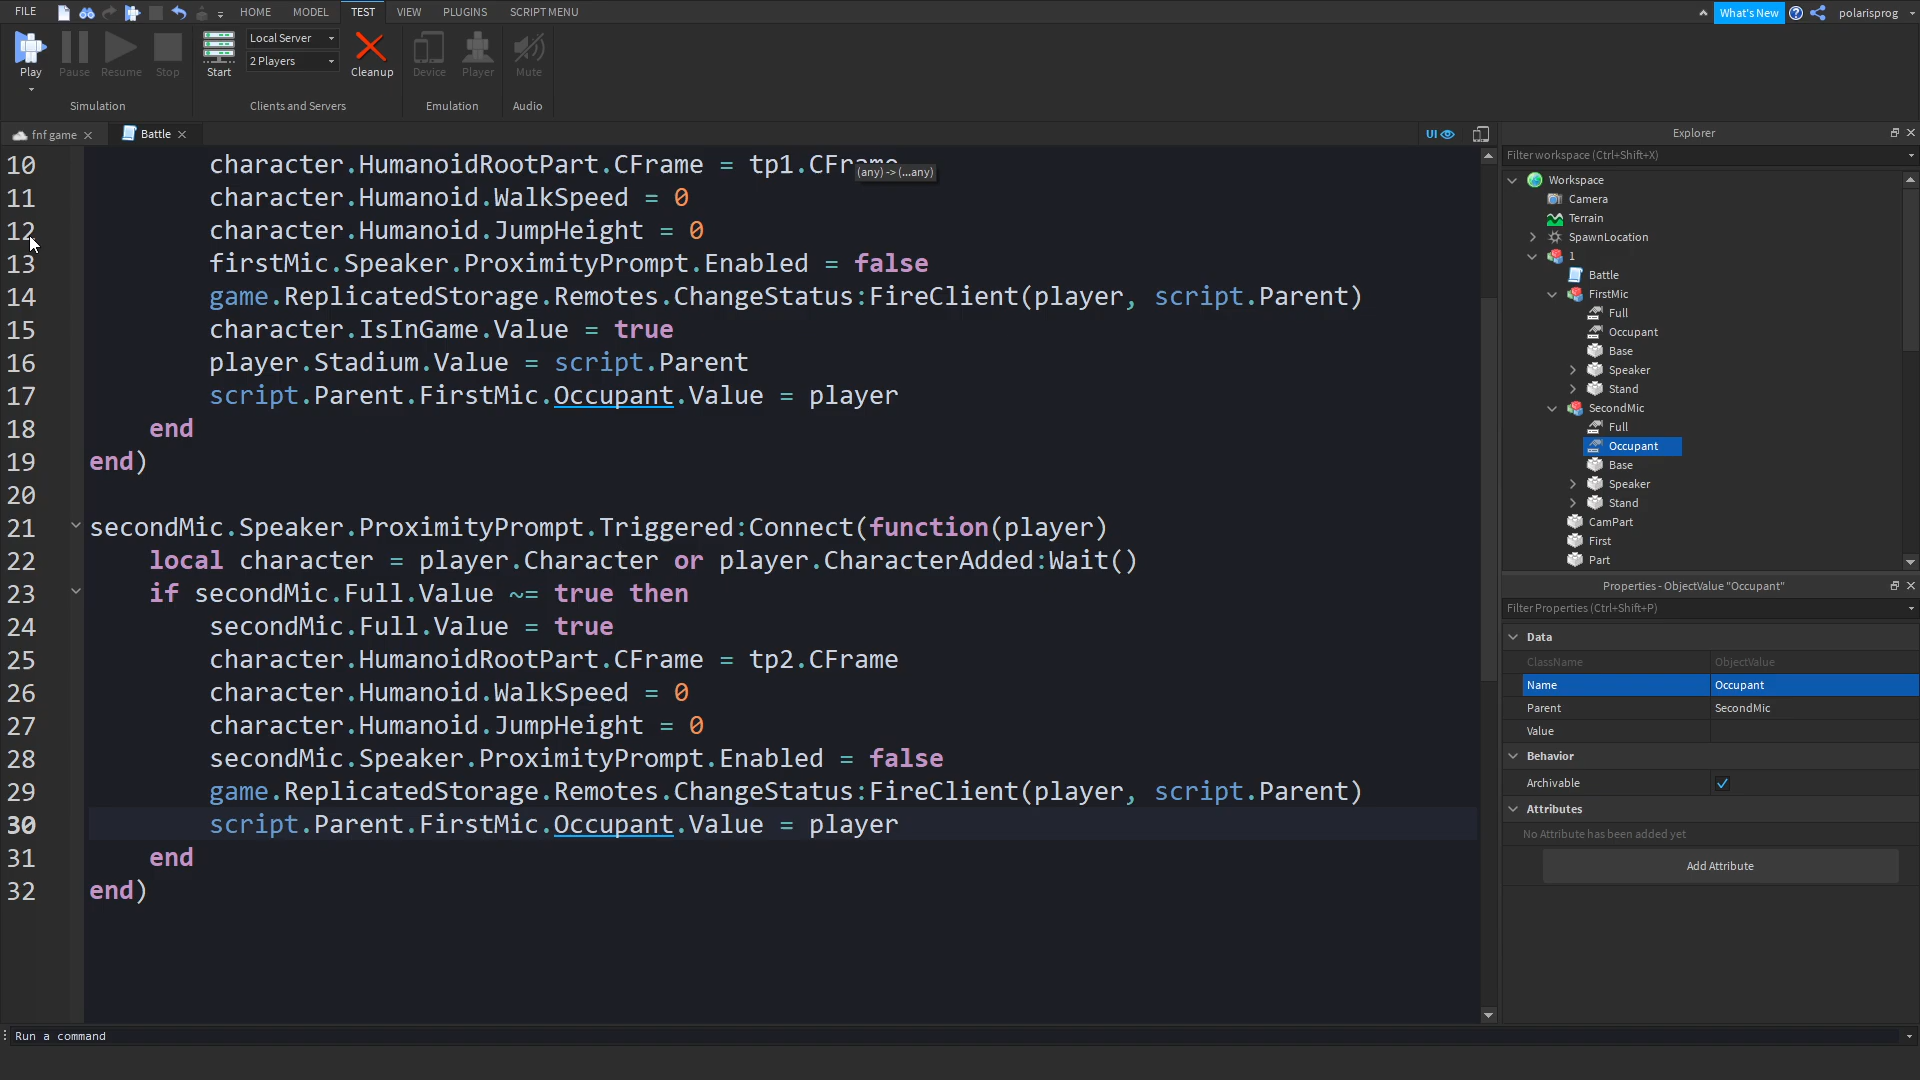 FILE HOME MODEL TEST VIEW PLUGINS SCRIPT MENU What's New polarisprog
Play Pause Resume Stop Start Local Server 2 Players Cleanup Device Player Mute
Simulation Clients and Servers Emulation Audio
fnf game Battle UI
10 character.HumanoidRootPart.CFrame = tp1.CFrame
(any) -> (...any)
11 character.Humanoid.WalkSpeed = 0
12 character.Humanoid.JumpHeight = 0
13 firstMic.Speaker.ProximityPrompt.Enabled = false
14 game.ReplicatedStorage.Remotes.ChangeStatus:FireClient(player, script.Parent)
15 character.IsInGame.Value = true
16 player.Stadium.Value = script.Parent
17 script.Parent.FirstMic.Occupant.Value = player
18 end
19 end)
20
21 secondMic.Speaker.ProximityPrompt.Triggered:Connect(function(player)
22 local character = player.Character or player.CharacterAdded:Wait()
23 if secondMic.Full.Value ~= true then
24 secondMic.Full.Value = true
25 character.HumanoidRootPart.CFrame = tp2.CFrame
26 character.Humanoid.WalkSpeed = 0
27 character.Humanoid.JumpHeight = 0
28 secondMic.Speaker.ProximityPrompt.Enabled = false
29 game.ReplicatedStorage.Remotes.ChangeStatus:FireClient(player, script.Parent)
30 script.Parent.FirstMic.Occupant.Value = player
31 end
32 end)
Explorer
Filter workspace (Ctrl+Shift+X)
Workspace
Camera
Terrain
SpawnLocation
1
Battle
FirstMic
Full
Occupant
Base
Speaker
Stand
SecondMic
Full
Occupant
Base
Speaker
Stand
CamPart
First
Part
Properties - ObjectValue "Occupant"
Filter Properties (Ctrl+Shift+P)
Data
ClassName ObjectValue
Name Occupant
Parent SecondMic
Value
Behavior
Archivable
Attributes
No Attribute has been added yet
Add Attribute
Run a command